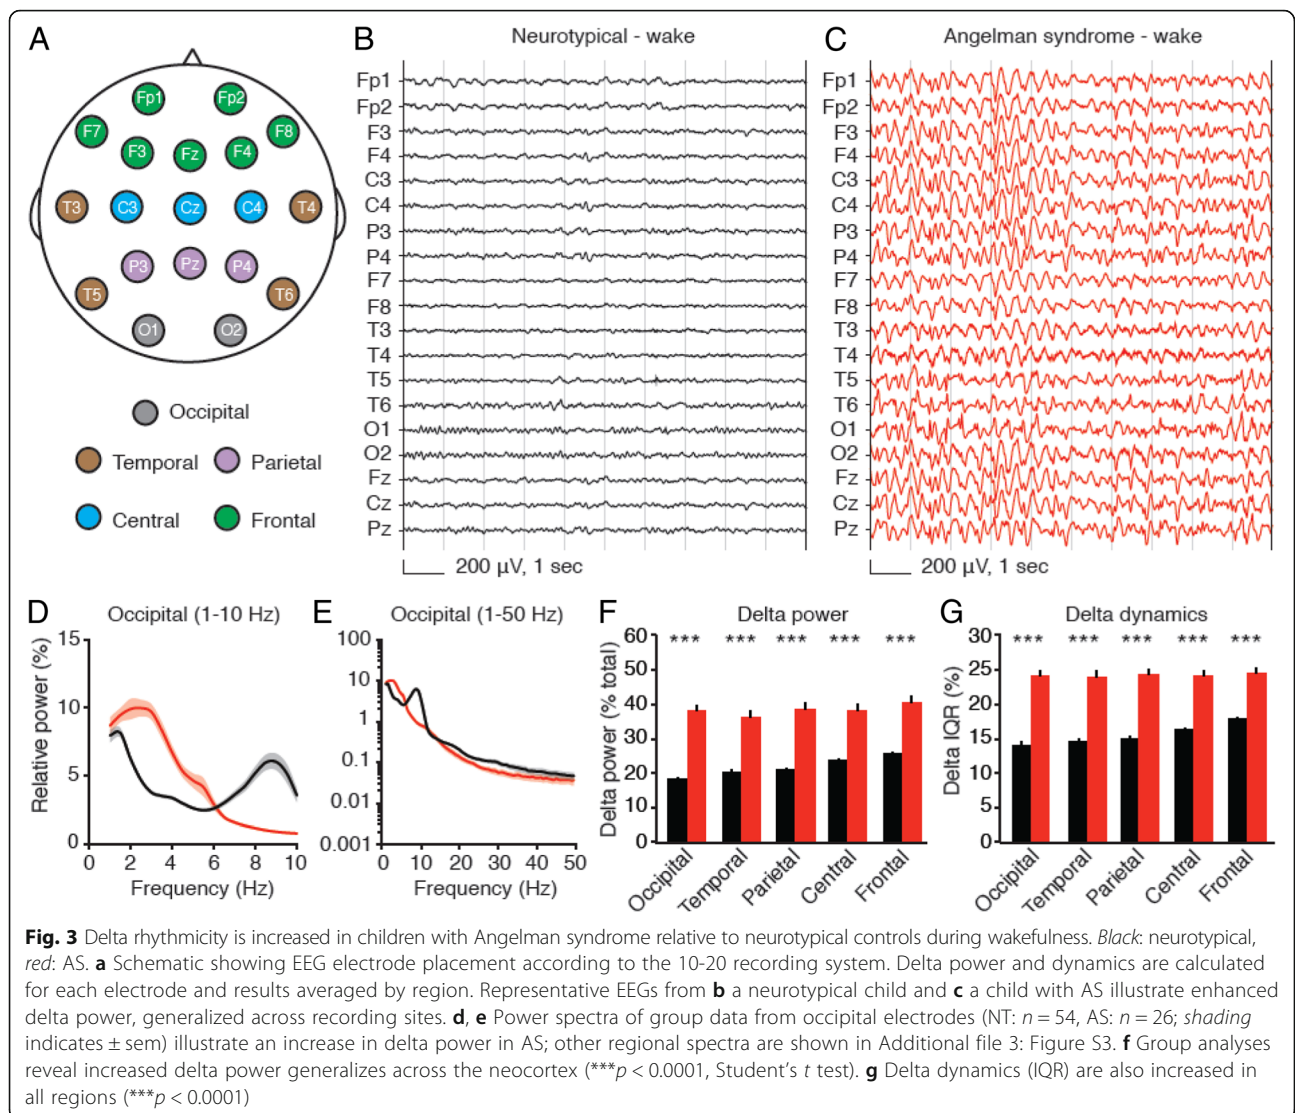 A
Fp1 Fp2
F7 F8
F3 Fz F4
T3 C3 Cz C4 T4
P3 Pz P4
T5 T6
O1 O2
Occipital
Temporal Parietal
Central Frontal
B Neurotypical - wake
Fp1
Fp2
F3
F4
C3
C4
P3
P4
F7
F8
T3
T4
T5
T6
O1
O2
Fz
Cz
Pz
200 µV, 1 sec
C Angelman syndrome - wake
Fp1
Fp2
F3
F4
C3
C4
P3
P4
F7
F8
T3
T4
T5
T6
O1
O2
Fz
Cz
Pz
200 µV, 1 sec
D Occipital (1-10 Hz)
Relative power (%)
15
10
5
0
0 2 4 6 8 10
Frequency (Hz)
E Occipital (1-50 Hz)
100
10
1
0.1
0.01
0.001
0 10 20 30 40 50
Frequency (Hz)
F Delta power
Delta power (% total)
60
50
40
30
20
10
0
*** *** *** *** ***
Occipital Temporal Parietal Central Frontal
G Delta dynamics
Delta IQR (%)
30
25
20
15
10
5
0
*** *** *** *** ***
Occipital Temporal Parietal Central Frontal
Fig. 3 Delta rhythmicity is increased in children with Angelman syndrome relative to neurotypical controls during wakefulness. Black: neurotypical,
red: AS. a Schematic showing EEG electrode placement according to the 10-20 recording system. Delta power and dynamics are calculated
for each electrode and results averaged by region. Representative EEGs from b a neurotypical child and c a child with AS illustrate enhanced
delta power, generalized across recording sites. d, e Power spectra of group data from occipital electrodes (NT: n = 54, AS: n = 26; shading
indicates ± sem) illustrate an increase in delta power in AS; other regional spectra are shown in Additional file 3: Figure S3. f Group analyses
reveal increased delta power generalizes across the neocortex (***p < 0.0001, Student's t test). g Delta dynamics (IQR) are also increased in
all regions (***p < 0.0001)